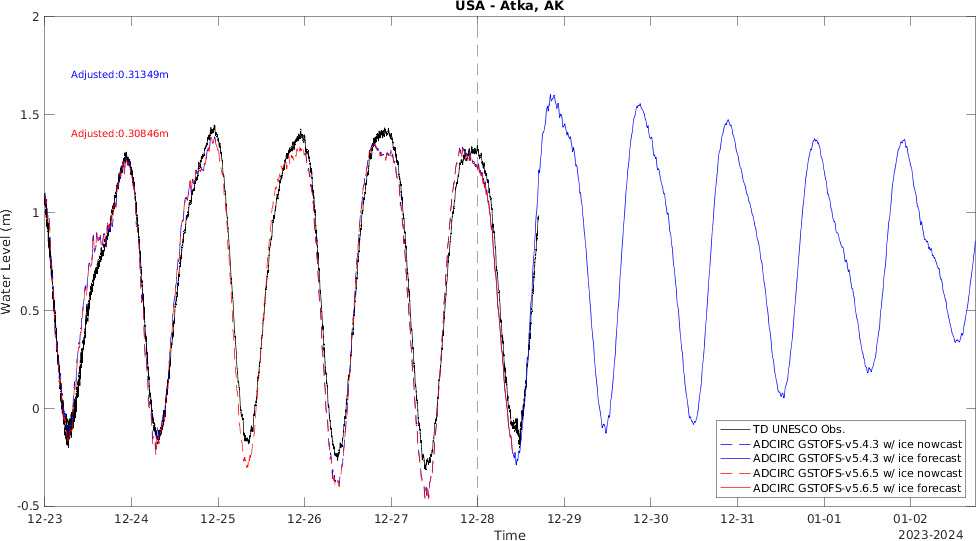 USA - Atka, AK
Adjusted:0.31349m
Adjusted:0.30846m
Water Level (m)
2
1.5
1
0.5
0
-0.5
TD UNESCO Obs.
ADCIRC GSTOFS-v5.4.3 w/ ice nowcast
ADCIRC GSTOFS-v5.4.3 w/ ice forecast
ADCIRC GSTOFS-v5.6.5 w/ ice nowcast
ADCIRC GSTOFS-v5.6.5 w/ ice forecast
12-23 12-24 12-25 12-26 12-27 12-28 12-29 12-30 12-31 01-01 01-02
Time
2023-2024